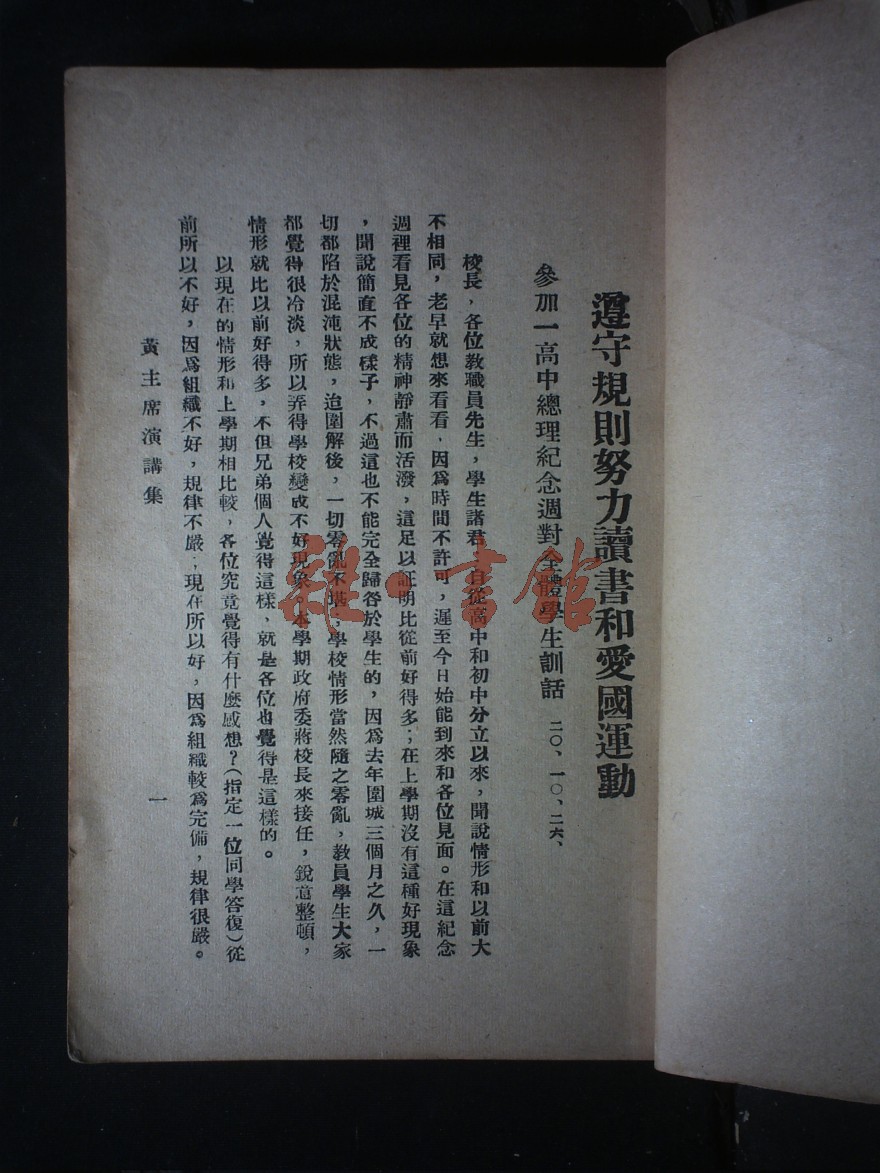 遵守規則努力讀書和愛國運動
參加一高中總理紀念週對全體學生訓話 二〇、一〇、二六、
校長，各位教職員先生，學生諸君：自從高中和初中分立以來，聞說情形和以前大
不相同，老早就想來看看，因爲時間不許可，遲至今日始能到來和各位見面。在這紀念
週裡看見各位的精神靜肅而活潑，這足以証明比從前好得多；在上學期沒有這種好現象
，聞說簡直不成樣子，不過這也不能完全歸咎於學生的，因爲去年圍城三個月之久，一
切都陷於混沌狀態，迨圍解後，一切零亂不堪，學校情形當然隨之零亂，教員學生大家
都覺得很冷淡，所以弄得學校變成不好現象。本學期政府委蔣校長來接任，銳意整頓，
情形就比以前好得多，不但兄弟個人覺得這樣，就是各位也覺得是這樣的。
以現在的情形和上學期相比較，各位究竟覺得有什麼感想？（指定一位同學答復）從
前所以不好，因爲組織不好，規律不嚴；現在所以好，因爲組織較爲完備，規律很嚴。
黃主席演講集
一
雜·書館